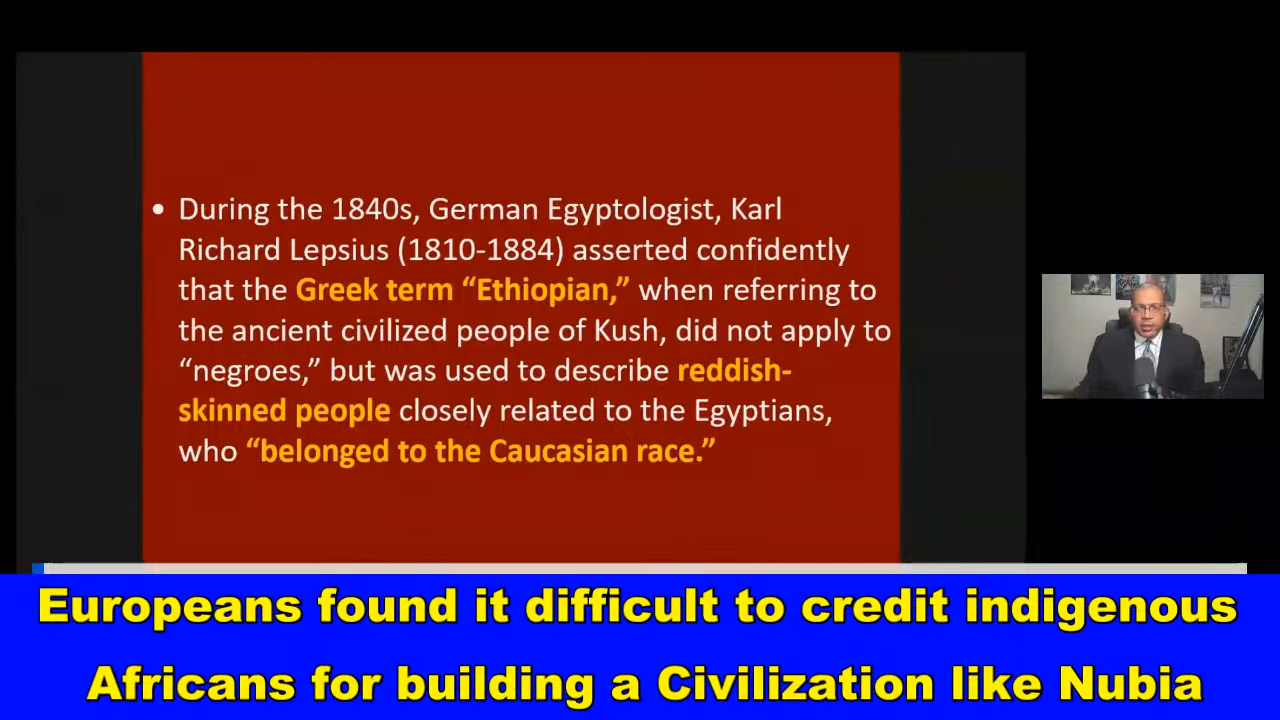 • During the 1840s, German Egyptologist, Karl
Richard Lepsius (1810-1884) asserted confidently
that the Greek term “Ethiopian,” when referring to
the ancient civilized people of Kush, did not apply to
“negroes,” but was used to describe reddish-
skinned people closely related to the Egyptians,
who “belonged to the Caucasian race.”
Europeans found it difficult to credit indigenous
Africans for building a Civilization like Nubia